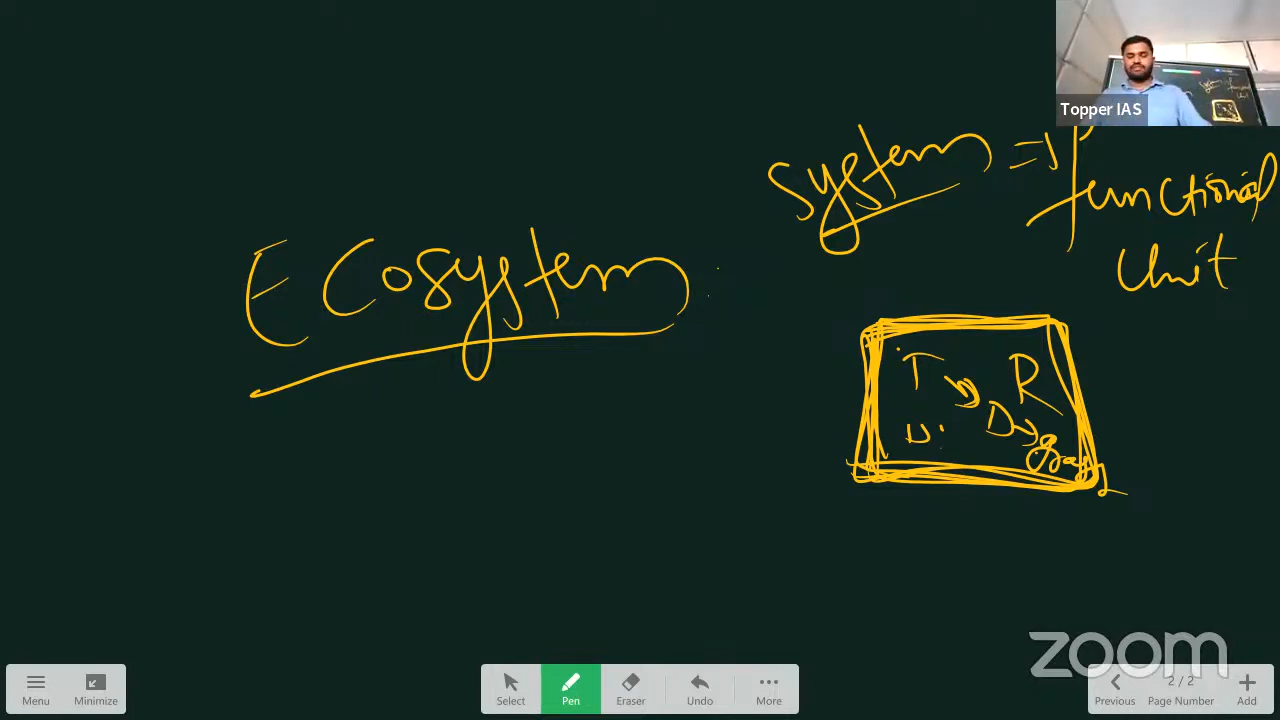 Topper IAS
System =
functional
Unit
Ecosystem
T R
D
Menu
Minimize
Select
Pen
Eraser
Undo
More
zoom
Previous
2 / 2
Page Number
Add